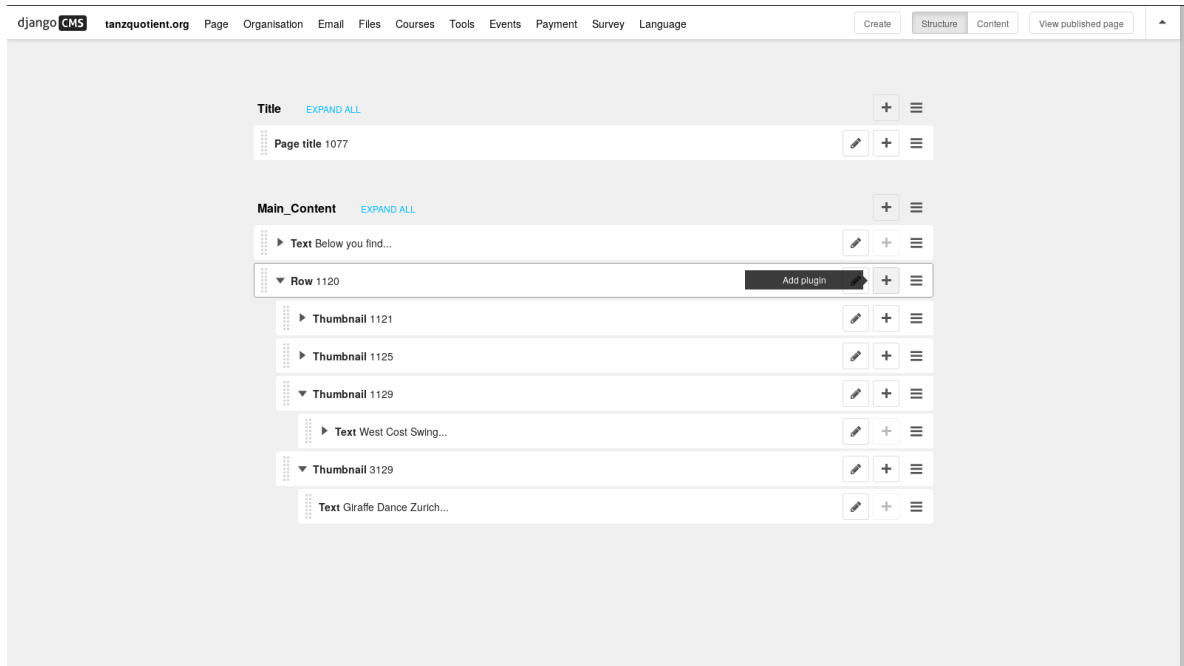 django CMS tanzquotient.org Page Organisation Email Files Courses Tools Events Payment Survey Language Create Structure Content View published page
Title EXPAND ALL
Page title 1077
Main_Content EXPAND ALL
Text Below you find...
Row 1120 Add plugin
Thumbnail 1121
Thumbnail 1125
Thumbnail 1129
Text West Cost Swing...
Thumbnail 3129
Text Giraffe Dance Zurich...